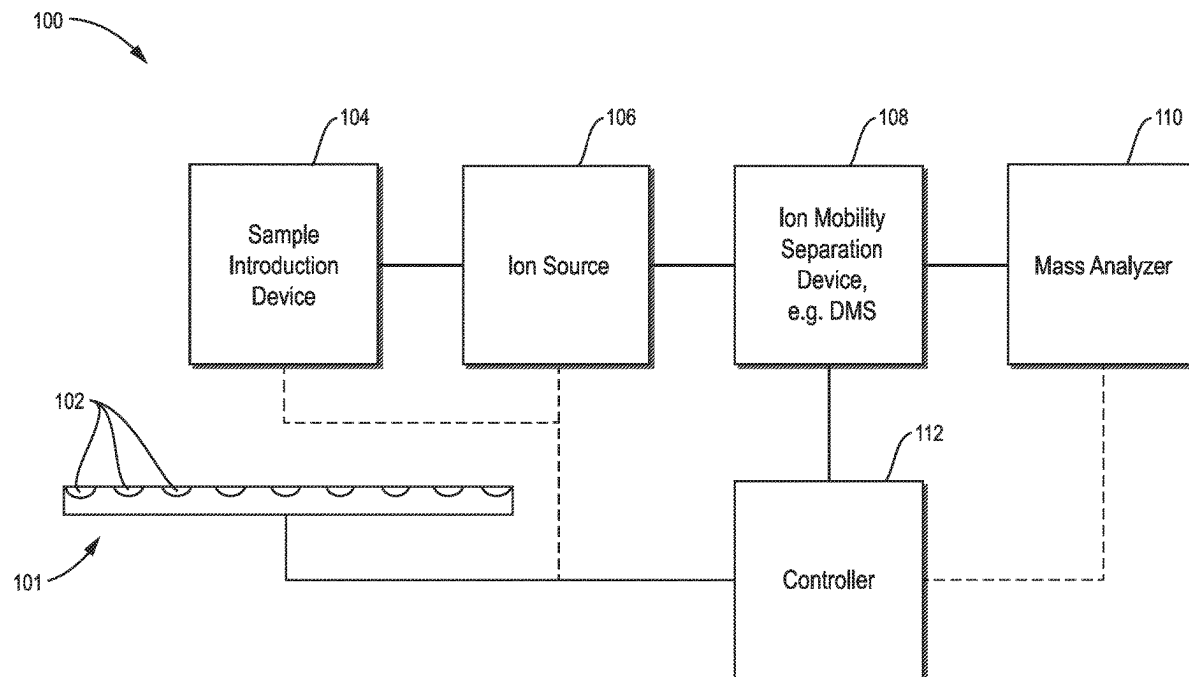 100
104
106
108
110
Sample
Introduction
Device
Ion Source
Ion Mobility
Separation
Device,
e.g. DMS
Mass Analyzer
102
112
101
Controller